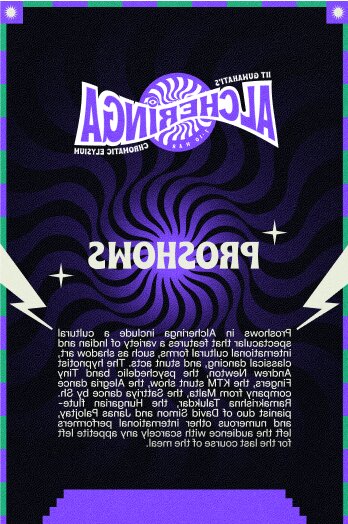 IIT GUWAHATI'S
ALCHERINGA
7-10 MAR
CHROMATIC ELYSIUM
PROSHOWS
Proshows in Alcheringa include a cultural
spectacular that features a variety of Indian and
international cultural forms, such as shadow art,
classical dancing, and stunt acts. The hypnotist
Andrew Newton, the psychedelic band Tiny
Fingers, the KTM stunt show, the Alegria dance
company from Malta, the Sattriya dance by Sh.
Ramakrishna Talukdar, the Hungarian flute-
pianist duo of David Simon and Janas Palojtay,
and numerous other international performers
left the audience with scarcely any appetite left
for the last course of the meal.